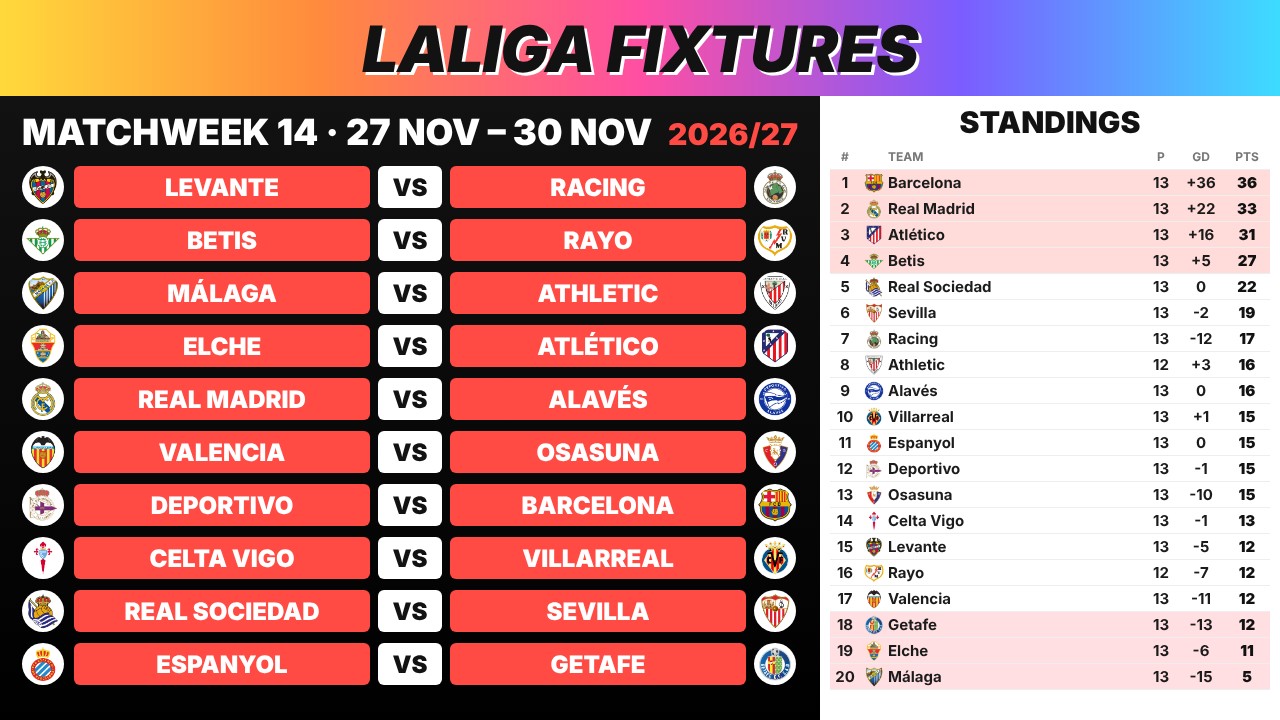 LALIGA FIXTURES
MATCHWEEK 14 · 27 NOV – 30 NOV 2026/27
LEVANTE VS RACING
BETIS VS RAYO
MÁLAGA VS ATHLETIC
ELCHE VS ATLÉTICO
REAL MADRID VS ALAVÉS
VALENCIA VS OSASUNA
DEPORTIVO VS BARCELONA
CELTA VIGO VS VILLARREAL
REAL SOCIEDAD VS SEVILLA
ESPANYOL VS GETAFE
STANDINGS
# TEAM P GD PTS
1 Barcelona 13 +36 36
2 Real Madrid 13 +22 33
3 Atlético 13 +16 31
4 Betis 13 +5 27
5 Real Sociedad 13 0 22
6 Sevilla 13 -2 19
7 Racing 13 -12 17
8 Athletic 12 +3 16
9 Alavés 13 0 16
10 Villarreal 13 +1 15
11 Espanyol 13 0 15
12 Deportivo 13 -1 15
13 Osasuna 13 -10 15
14 Celta Vigo 13 -1 13
15 Levante 13 -5 12
16 Rayo 12 -7 12
17 Valencia 13 -11 12
18 Getafe 13 -13 12
19 Elche 13 -6 11
20 Málaga 13 -15 5